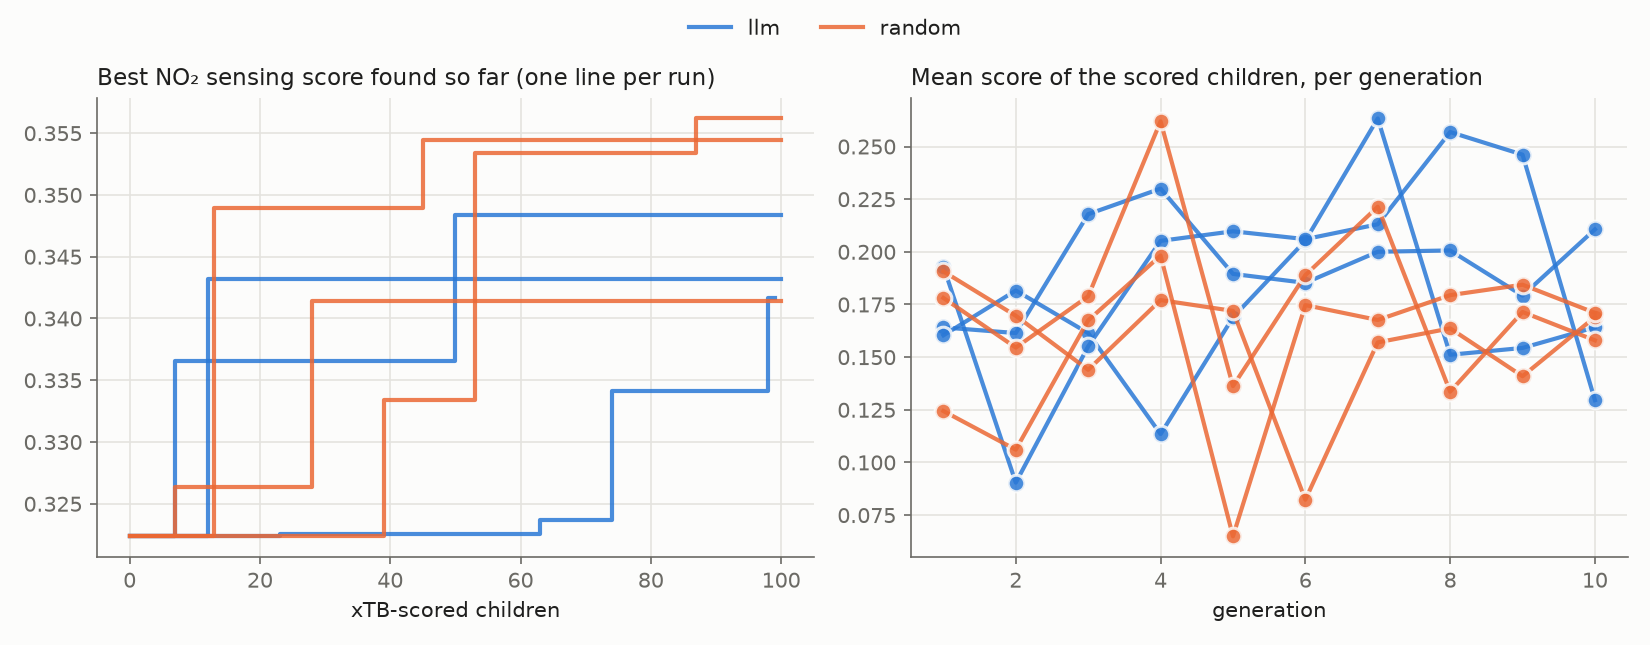 llm random
Best NO₂ sensing score found so far (one line per run)
0.355
0.350
0.345
0.340
0.335
0.330
0.325
0 20 40 60 80 100
xTB-scored children
Mean score of the scored children, per generation
0.250
0.225
0.200
0.175
0.150
0.125
0.100
0.075
2 4 6 8 10
generation